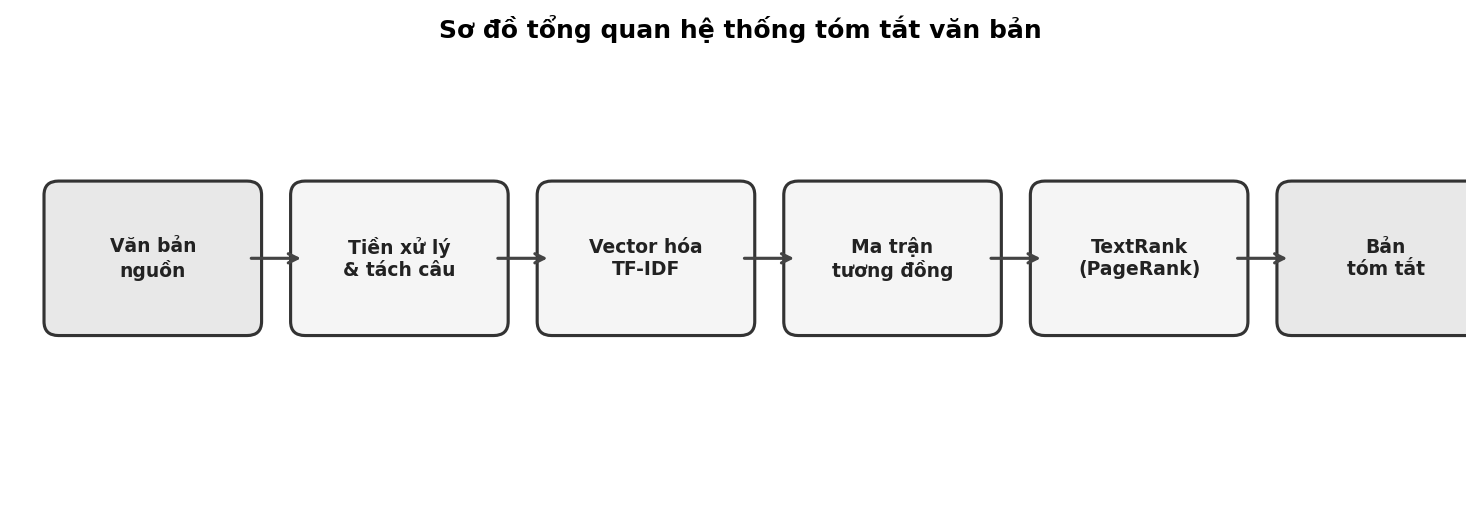 Sơ đồ tổng quan hệ thống tóm tắt văn bản
Văn bản
nguồn
Tiền xử lý
& tách câu
Vector hóa
TF-IDF
Ma trận
tương đồng
TextRank
(PageRank)
Bản
tóm tắt